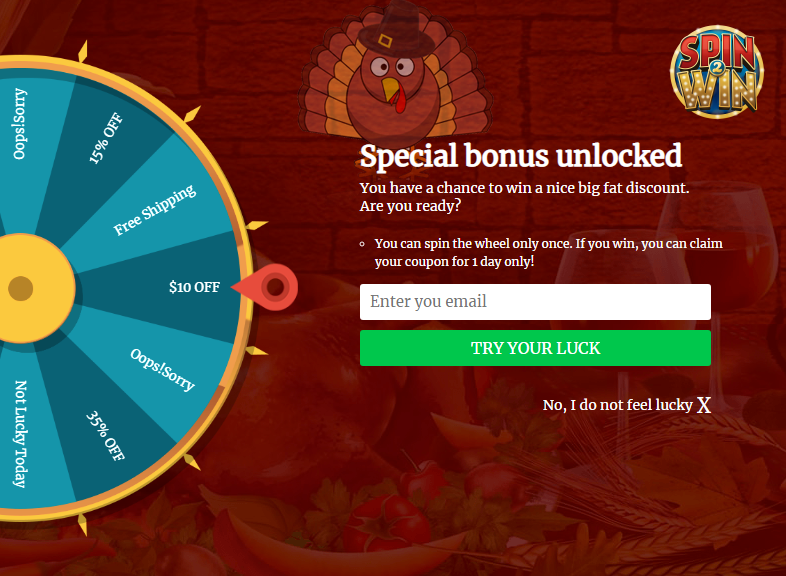 SPIN
2
WIN
Oops!Sorry
15% OFF
Free Shipping
$10 OFF
Oops!Sorry
35% OFF
Not Lucky Today
Special bonus unlocked
You have a chance to win a nice big fat discount.
Are you ready?
You can spin the wheel only once. If you win, you can claim
your coupon for 1 day only!
Enter you email
TRY YOUR LUCK
No, I do not feel lucky X